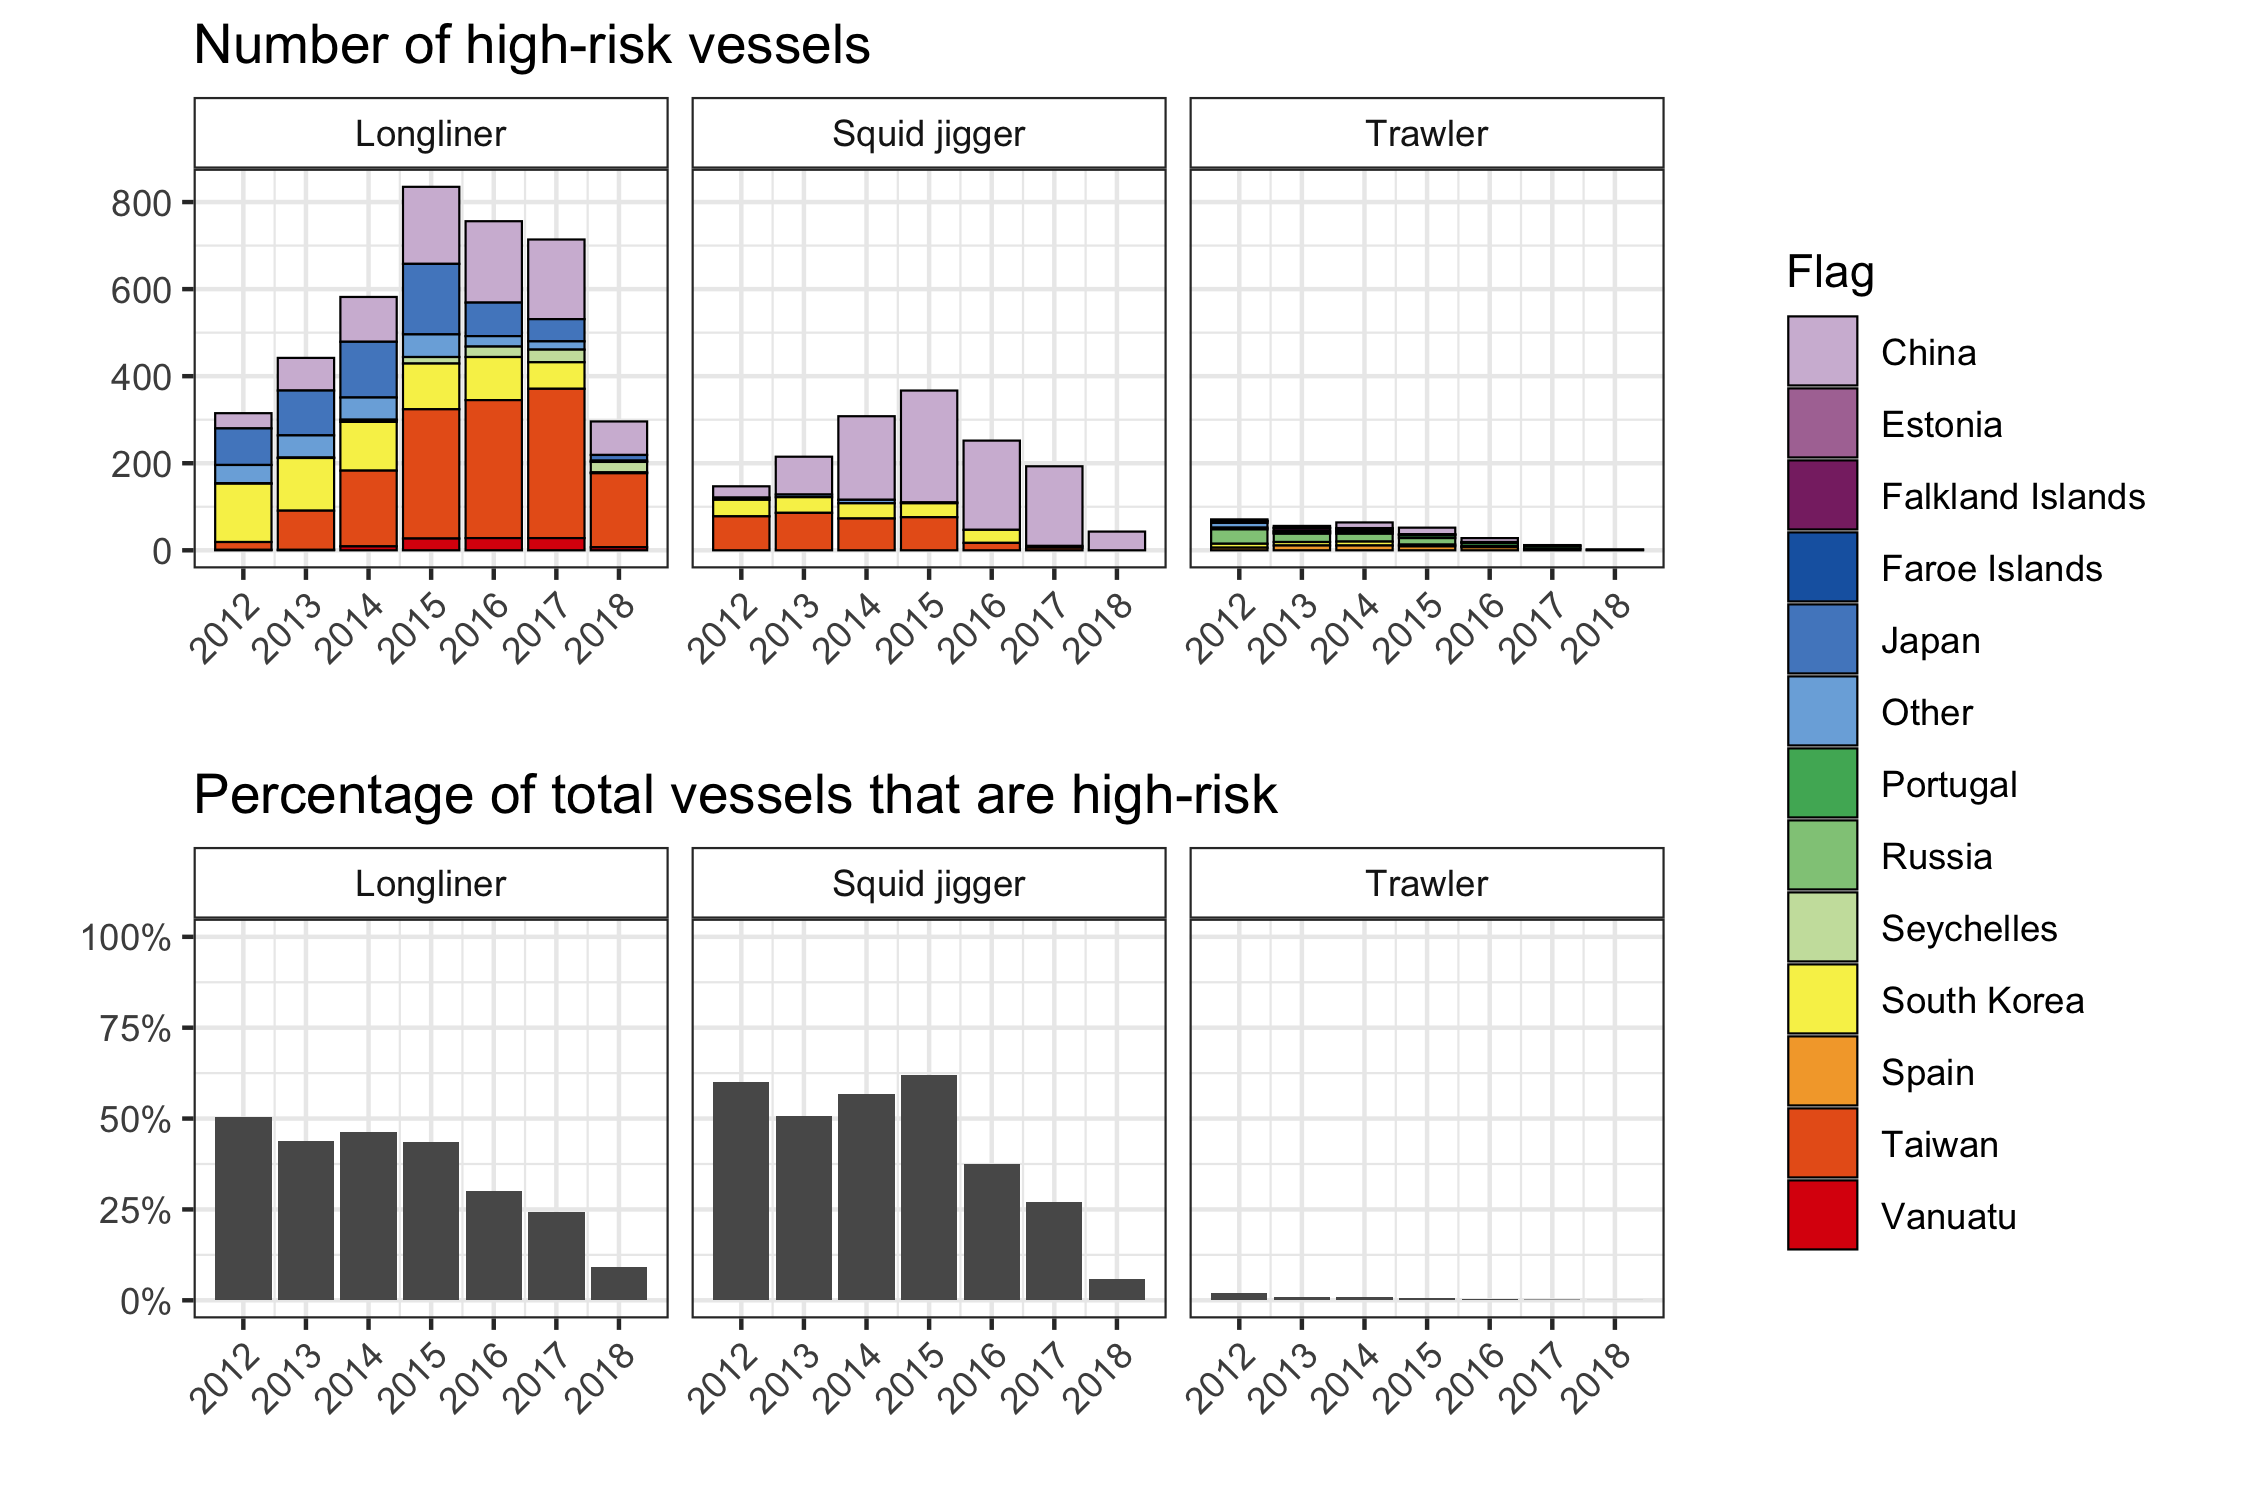 Number of high-risk vessels
Longliner
Squid jigger
Trawler
800
600
400
200
0
2012
2013
2014
2015
2016
2017
2018
2012
2013
2014
2015
2016
2017
2018
2012
2013
2014
2015
2016
2017
2018
Percentage of total vessels that are high-risk
Longliner
Squid jigger
Trawler
100%
75%
50%
25%
0%
2012
2013
2014
2015
2016
2017
2018
2012
2013
2014
2015
2016
2017
2018
2012
2013
2014
2015
2016
2017
2018
Flag
China
Estonia
Falkland Islands
Faroe Islands
Japan
Other
Portugal
Russia
Seychelles
South Korea
Spain
Taiwan
Vanuatu